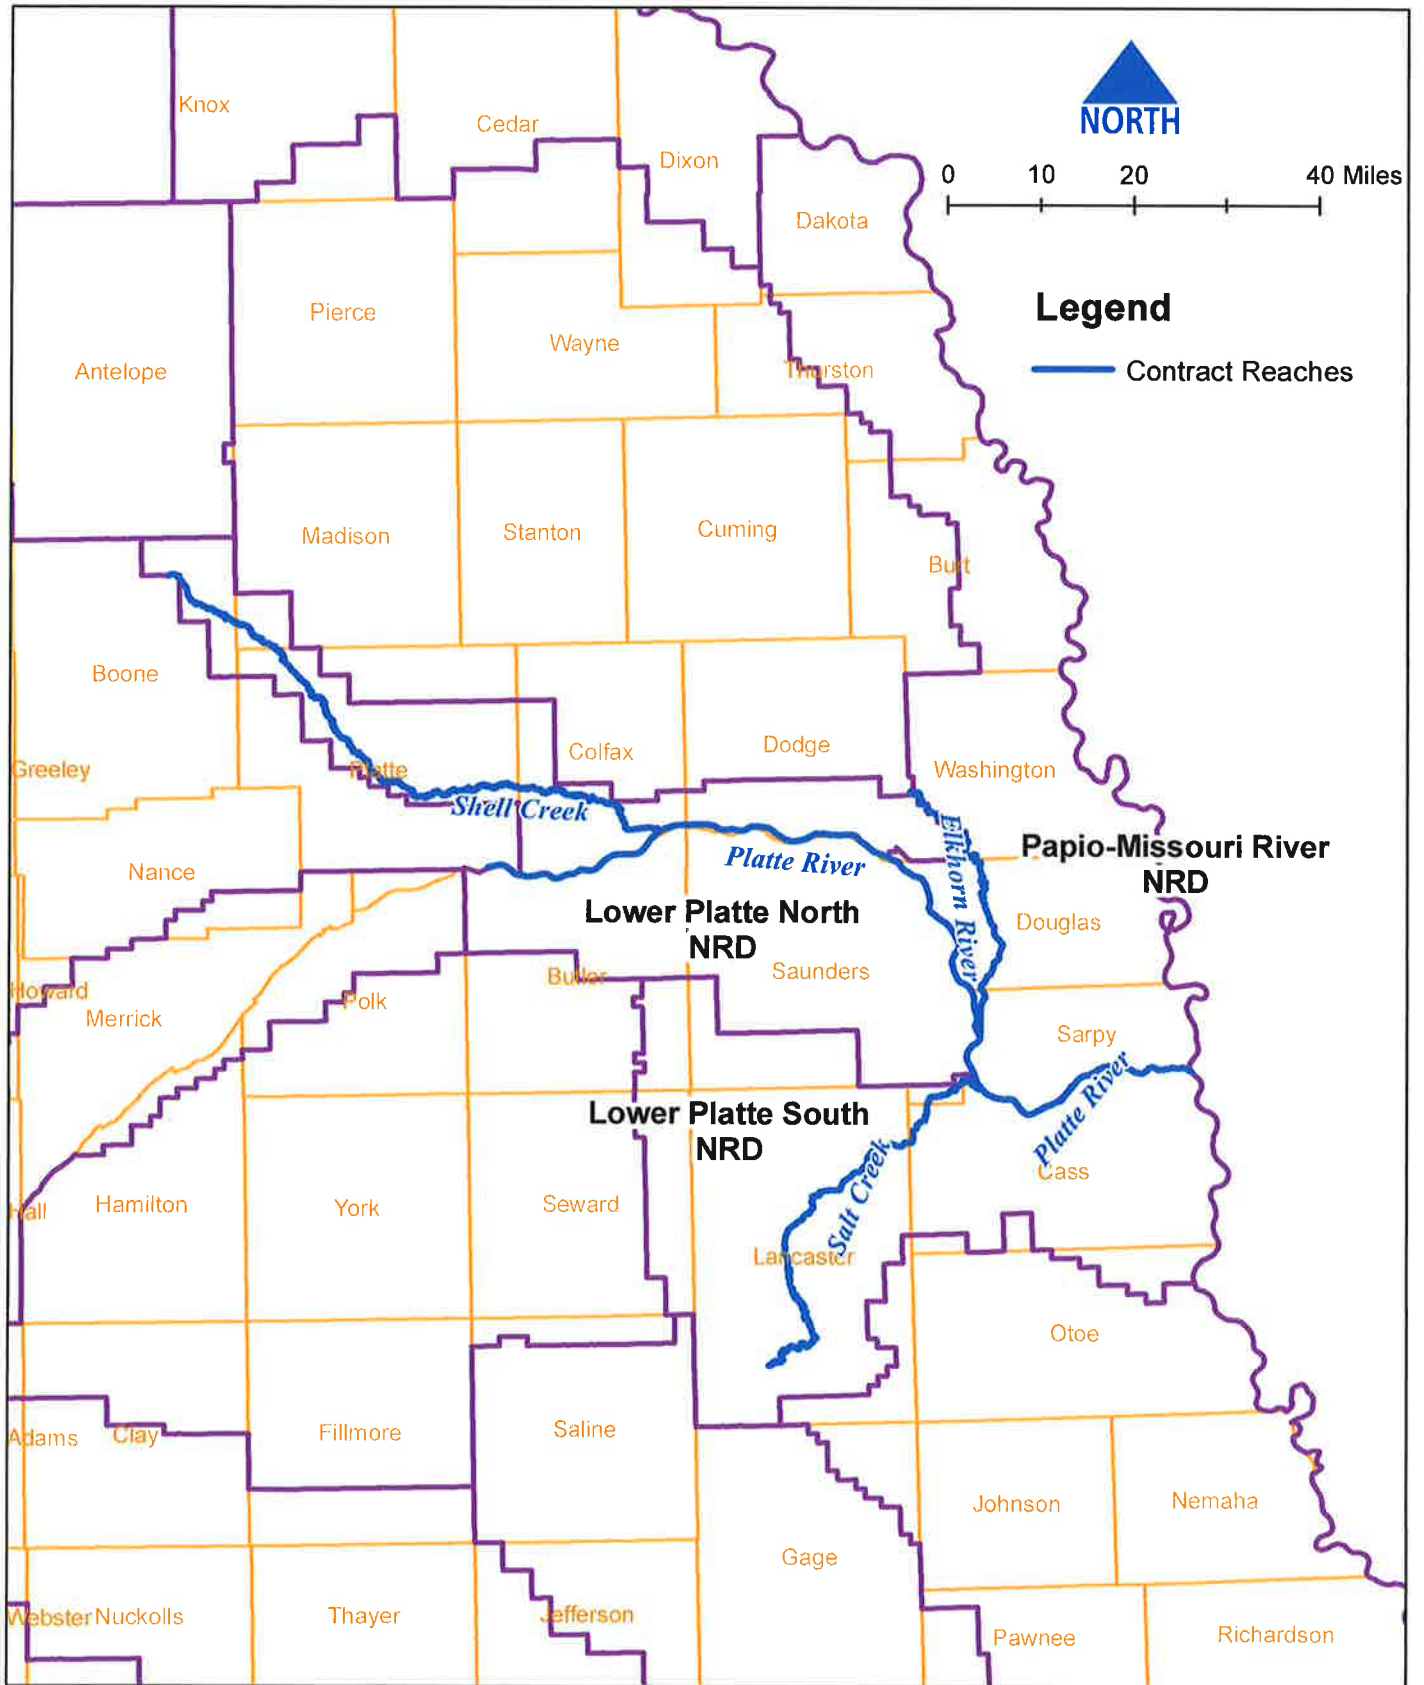 Knox
Cedar
Dixon
NORTH
0 10 20 40 Miles
Dakota
Legend
Contract Reaches
Pierce
Wayne
Antelope
Thurston
Madison
Stanton
Cuming
Burt
Boone
Greeley
Platte
Colfax
Dodge
Washington
Shell Creek
Platte River
Elkhorn River
Papio-Missouri River
NRD
Nance
Lower Platte North
NRD
Douglas
Howard
Merrick
Polk
Butler
Saunders
Sarpy
Platte River
Lower Platte South
NRD
Salt Creek
Cass
Hall
Hamilton
York
Seward
Lancaster
Otoe
Adams
Clay
Fillmore
Saline
Johnson
Nemaha
Gage
Webster
Nuckolls
Thayer
Jefferson
Pawnee
Richardson